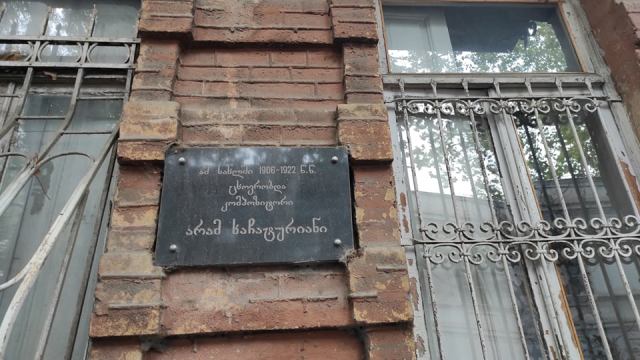 ამ სახლში 1906-1922 წ.წ.
ცხოვრობდა
კომპოზიტორი
არამ ხაჩატურიანი